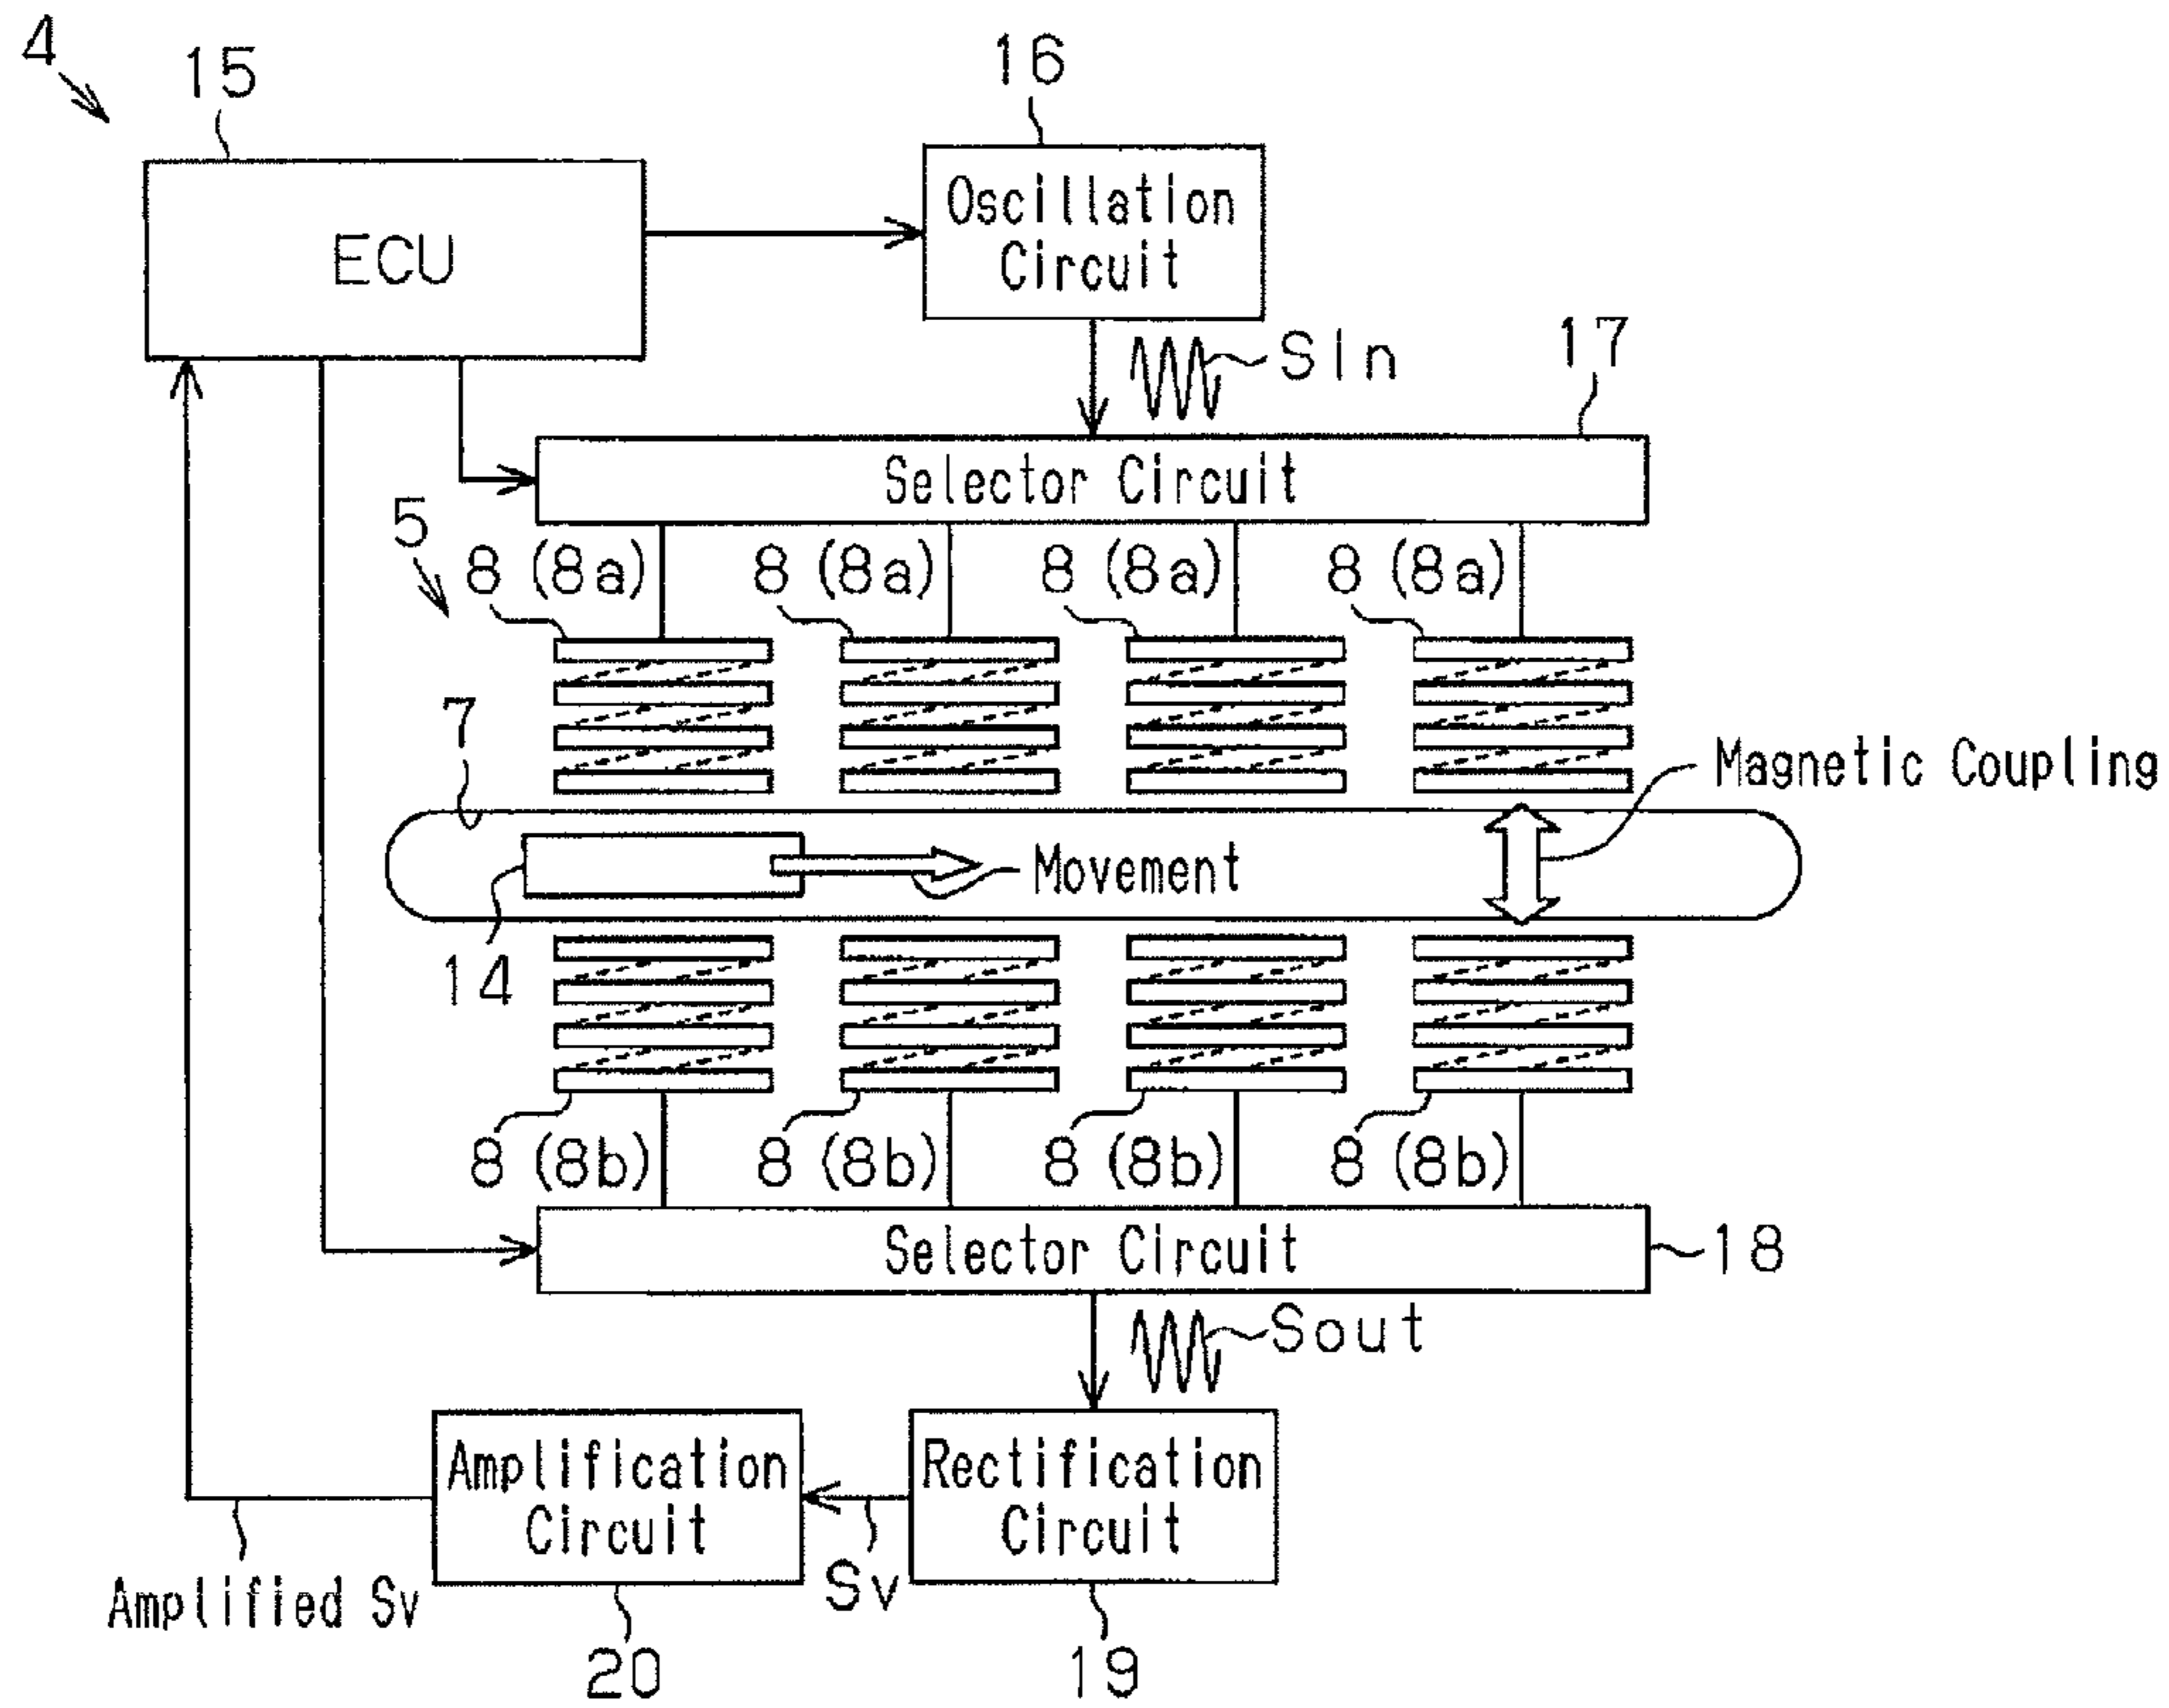 4
15
16
ECU
Oscillation
Circuit
SIn
17
Selector Circuit
5
8 (8a) 8 (8a) 8 (8a) 8 (8a)
7
Magnetic Coupling
Movement
14
8 (8b) 8 (8b) 8 (8b) 8 (8b)
Selector Circuit
18
Sout
Amplification
Circuit
Rectification
Circuit
Sv
Amplified Sv
20
19